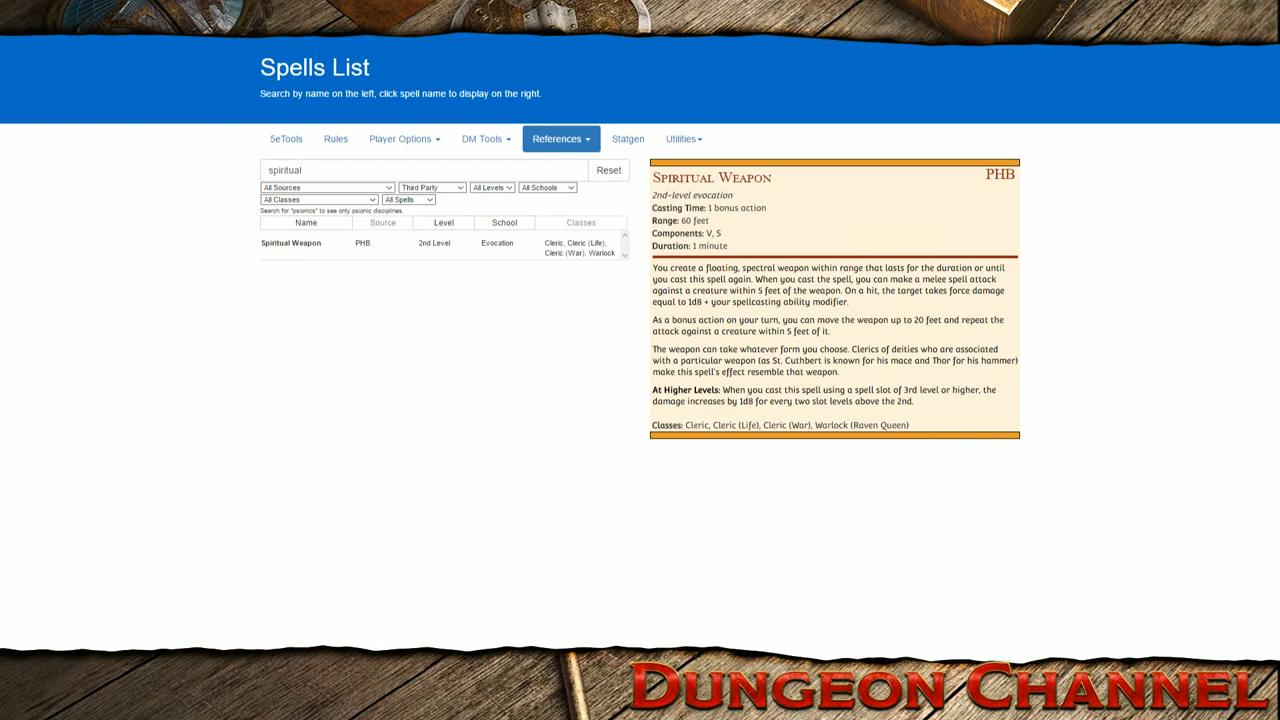 Spells List
Search by name on the left, click spell name to display on the right.
5eTools Rules Player Options DM Tools References Statgen Utilities
spiritual Reset
All Sources Third Party All Levels All Schools
All Classes All Spells
Search for "psionics" to see only psionic disciplines.
Name Source Level School Classes
Spiritual Weapon PHB 2nd Level Evocation Cleric, Cleric (Life),
Cleric (War), Warlock
Spiritual Weapon PHB
2nd-level evocation
Casting Time: 1 bonus action
Range: 60 feet
Components: V, S
Duration: 1 minute
You create a floating, spectral weapon within range that lasts for the duration or until
you cast this spell again. When you cast the spell, you can make a melee spell attack
against a creature within 5 feet of the weapon. On a hit, the target takes force damage
equal to 1d8 + your spellcasting ability modifier.
As a bonus action on your turn, you can move the weapon up to 20 feet and repeat the
attack against a creature within 5 feet of it.
The weapon can take whatever form you choose. Clerics of deities who are associated
with a particular weapon (as St. Cuthbert is known for his mace and Thor for his hammer)
make this spell's effect resemble that weapon.
At Higher Levels: When you cast this spell using a spell slot of 3rd level or higher, the
damage increases by 1d8 for every two slot levels above the 2nd.
Classes: Cleric, Cleric (Life), Cleric (War), Warlock (Raven Queen)
Dungeon Channel